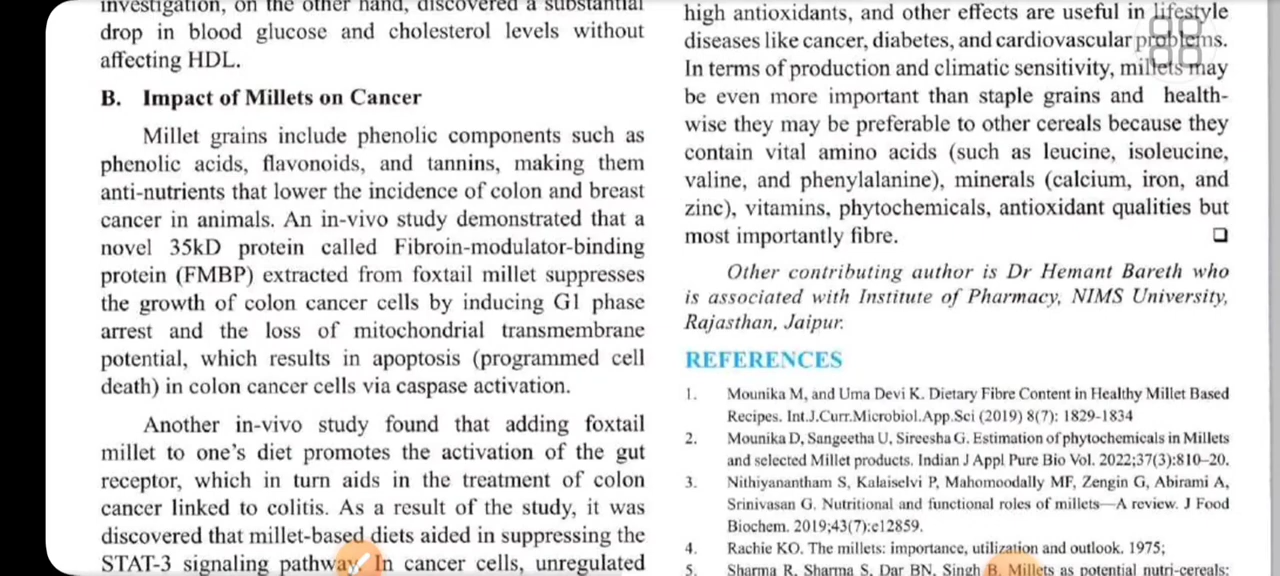 investigation, on the other hand, discovered a substantial
drop in blood glucose and cholesterol levels without
affecting HDL.
B. Impact of Millets on Cancer
Millet grains include phenolic components such as
phenolic acids, flavonoids, and tannins, making them
anti-nutrients that lower the incidence of colon and breast
cancer in animals. An in-vivo study demonstrated that a
novel 35kD protein called Fibroin-modulator-binding
protein (FMBP) extracted from foxtail millet suppresses
the growth of colon cancer cells by inducing G1 phase
arrest and the loss of mitochondrial transmembrane
potential, which results in apoptosis (programmed cell
death) in colon cancer cells via caspase activation.
Another in-vivo study found that adding foxtail
millet to one's diet promotes the activation of the gut
receptor, which in turn aids in the treatment of colon
cancer linked to colitis. As a result of the study, it was
discovered that millet-based diets aided in suppressing the
STAT-3 signaling pathway. In cancer cells, unregulated
high antioxidants, and other effects are useful in lifestyle
diseases like cancer, diabetes, and cardiovascular problems.
In terms of production and climatic sensitivity, millets may
be even more important than staple grains and health-
wise they may be preferable to other cereals because they
contain vital amino acids (such as leucine, isoleucine,
valine, and phenylalanine), minerals (calcium, iron, and
zinc), vitamins, phytochemicals, antioxidant qualities but
most importantly fibre.
Other contributing author is Dr Hemant Bareth who
is associated with Institute of Pharmacy, NIMS University,
Rajasthan, Jaipur.
REFERENCES
1. Mounika M, and Uma Devi K. Dietary Fibre Content in Healthy Millet Based
Recipes. Int.J.Curr.Microbiol.App.Sci (2019) 8(7): 1829-1834
2. Mounika D, Sangeetha U, Sireesha G. Estimation of phytochemicals in Millets
and selected Millet products. Indian J Appl Pure Bio Vol. 2022;37(3):810–20.
3. Nithiyanantham S, Kalaiselvi P, Mahomoodally MF, Zengin G, Abirami A,
Srinivasan G. Nutritional and functional roles of millets—A review. J Food
Biochem. 2019;43(7):e12859.
4. Rachie KO. The millets: importance, utilization and outlook. 1975;
5. Sharma R, Sharma S, Dar BN, Singh B. Millets as potential nutri-cereals: